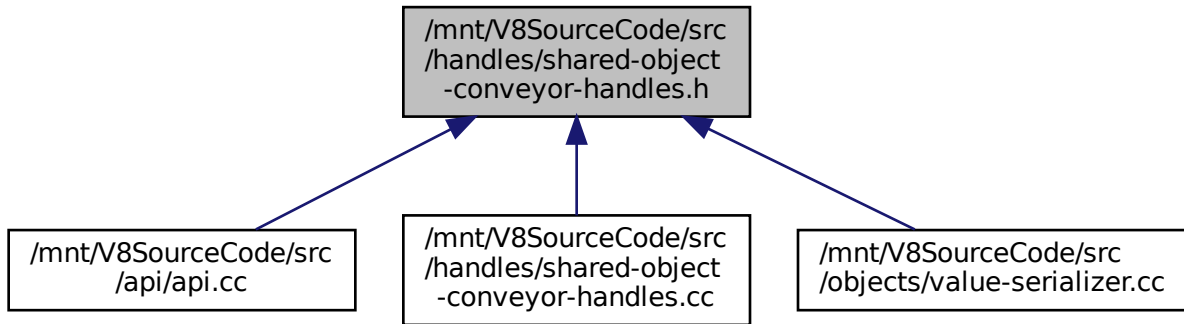 /mnt/V8SourceCode/src
/handles/shared-object
-conveyor-handles.h
/mnt/V8SourceCode/src
/api/api.cc
/mnt/V8SourceCode/src
/handles/shared-object
-conveyor-handles.cc
/mnt/V8SourceCode/src
/objects/value-serializer.cc